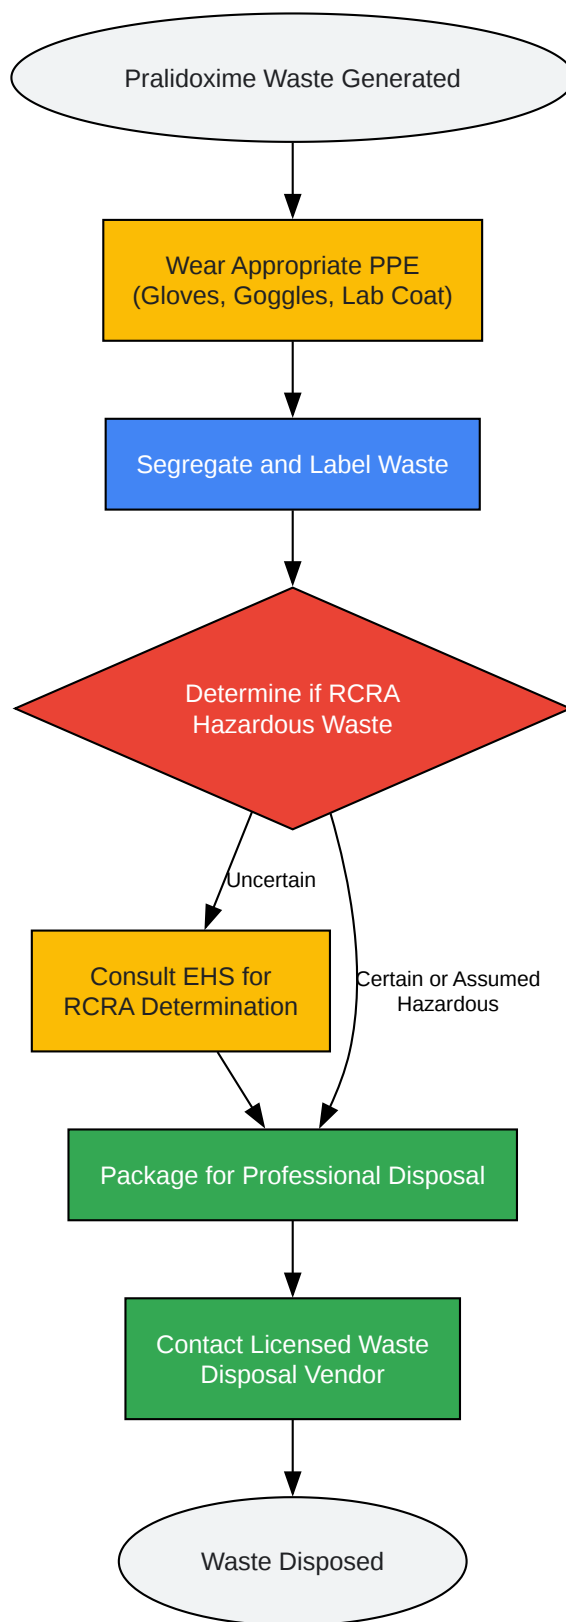 Pralidoxime Waste Generated
Wear Appropriate PPE
(Gloves, Goggles, Lab Coat)
Segregate and Label Waste
Determine if RCRA
Hazardous Waste
Uncertain
Consult EHS for
RCRA Determination
Certain or Assumed
Hazardous
Package for Professional Disposal
Contact Licensed Waste
Disposal Vendor
Waste Disposed